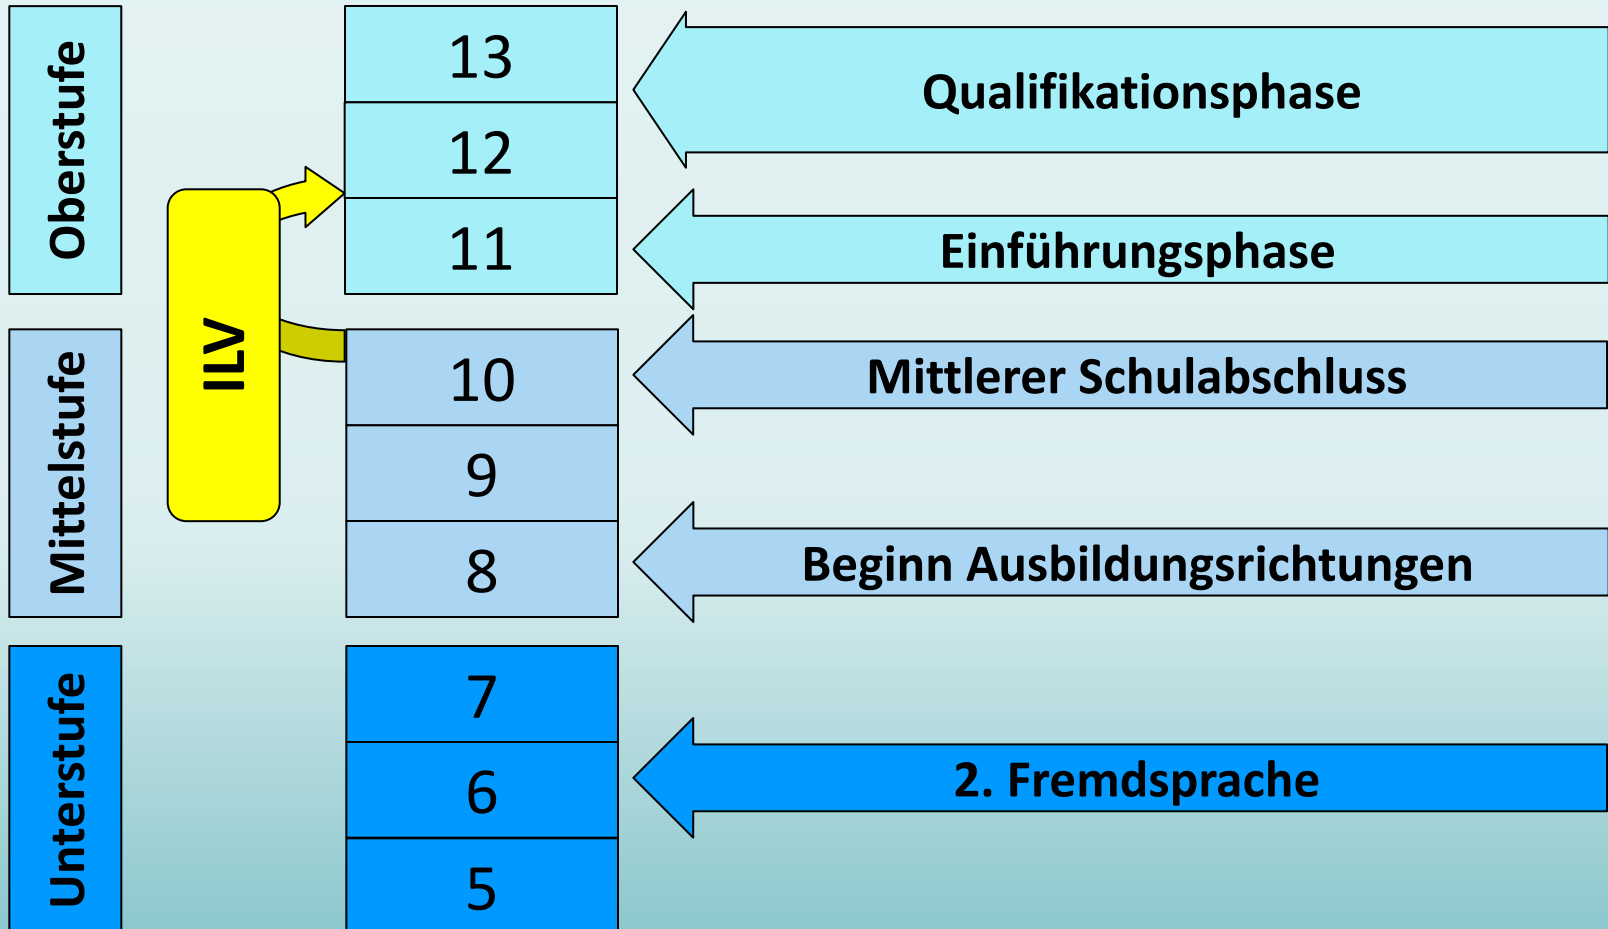 Oberstufe
13
Qualifikationsphase
12
11
Einführungsphase
ILV
Mittelstufe
10
Mittlerer Schulabschluss
9
8
Beginn Ausbildungsrichtungen
Unterstufe
7
6
2. Fremdsprache
5